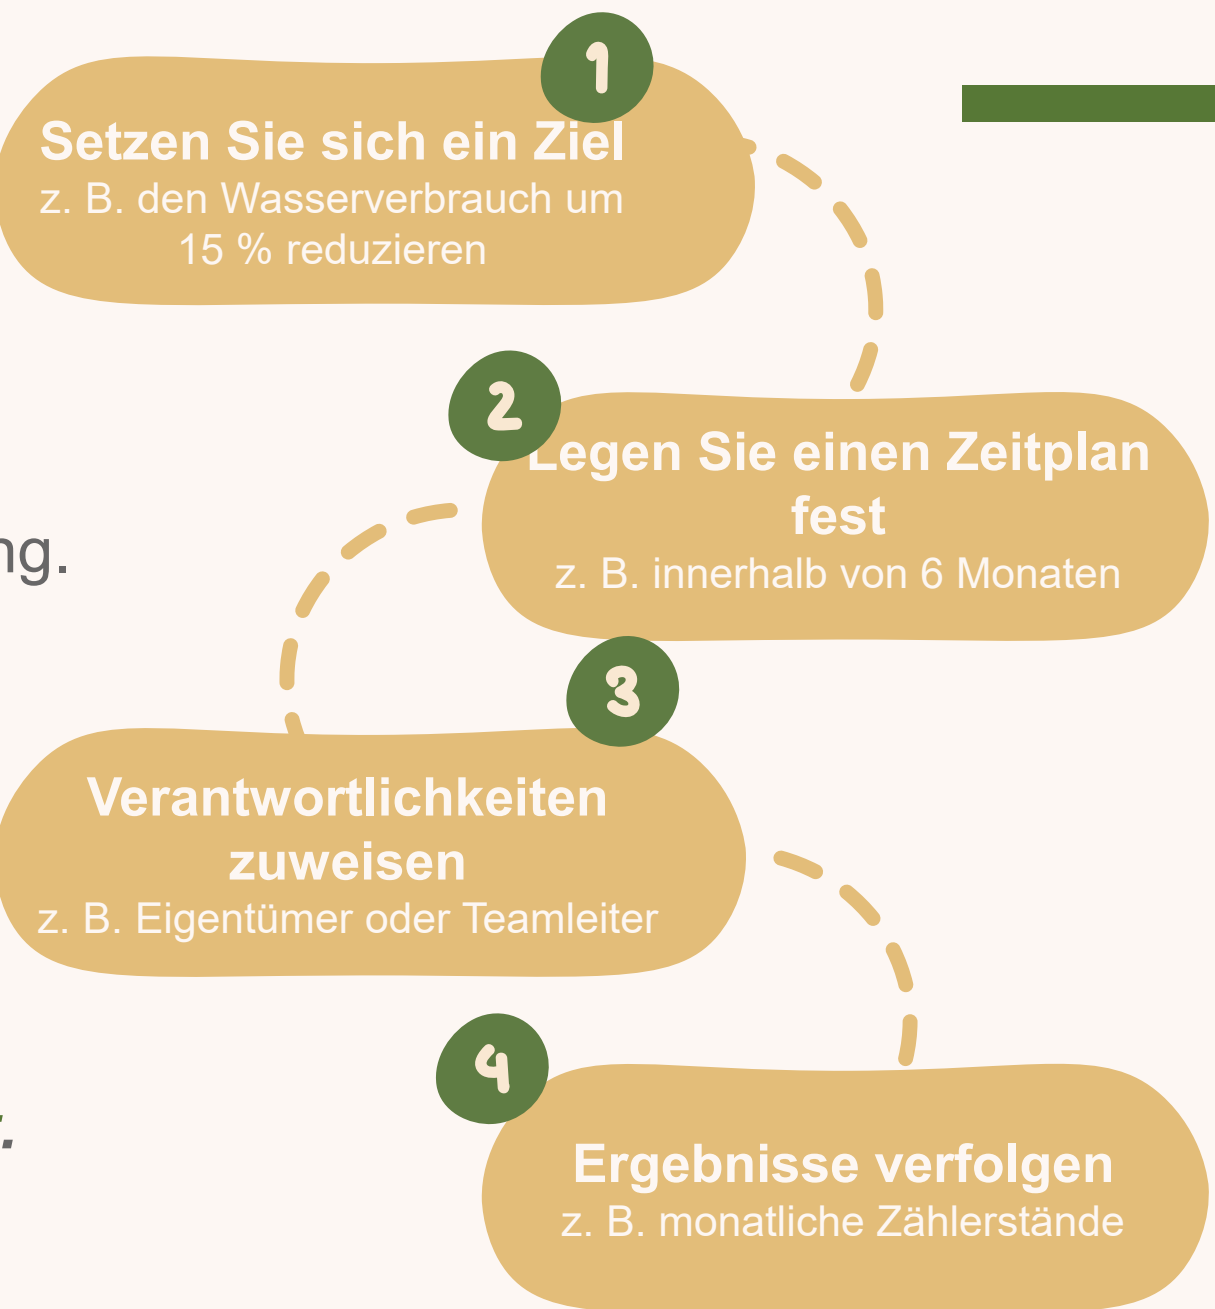 1
Setzen Sie sich ein Ziel
z. B. den Wasserverbrauch um
15 % reduzieren
2
Legen Sie einen Zeitplan
fest
z. B. innerhalb von 6 Monaten
3
Verantwortlichkeiten
zuweisen
z. B. Eigentümer oder Teamleiter
4
Ergebnisse verfolgen
z. B. monatliche Zählerstände